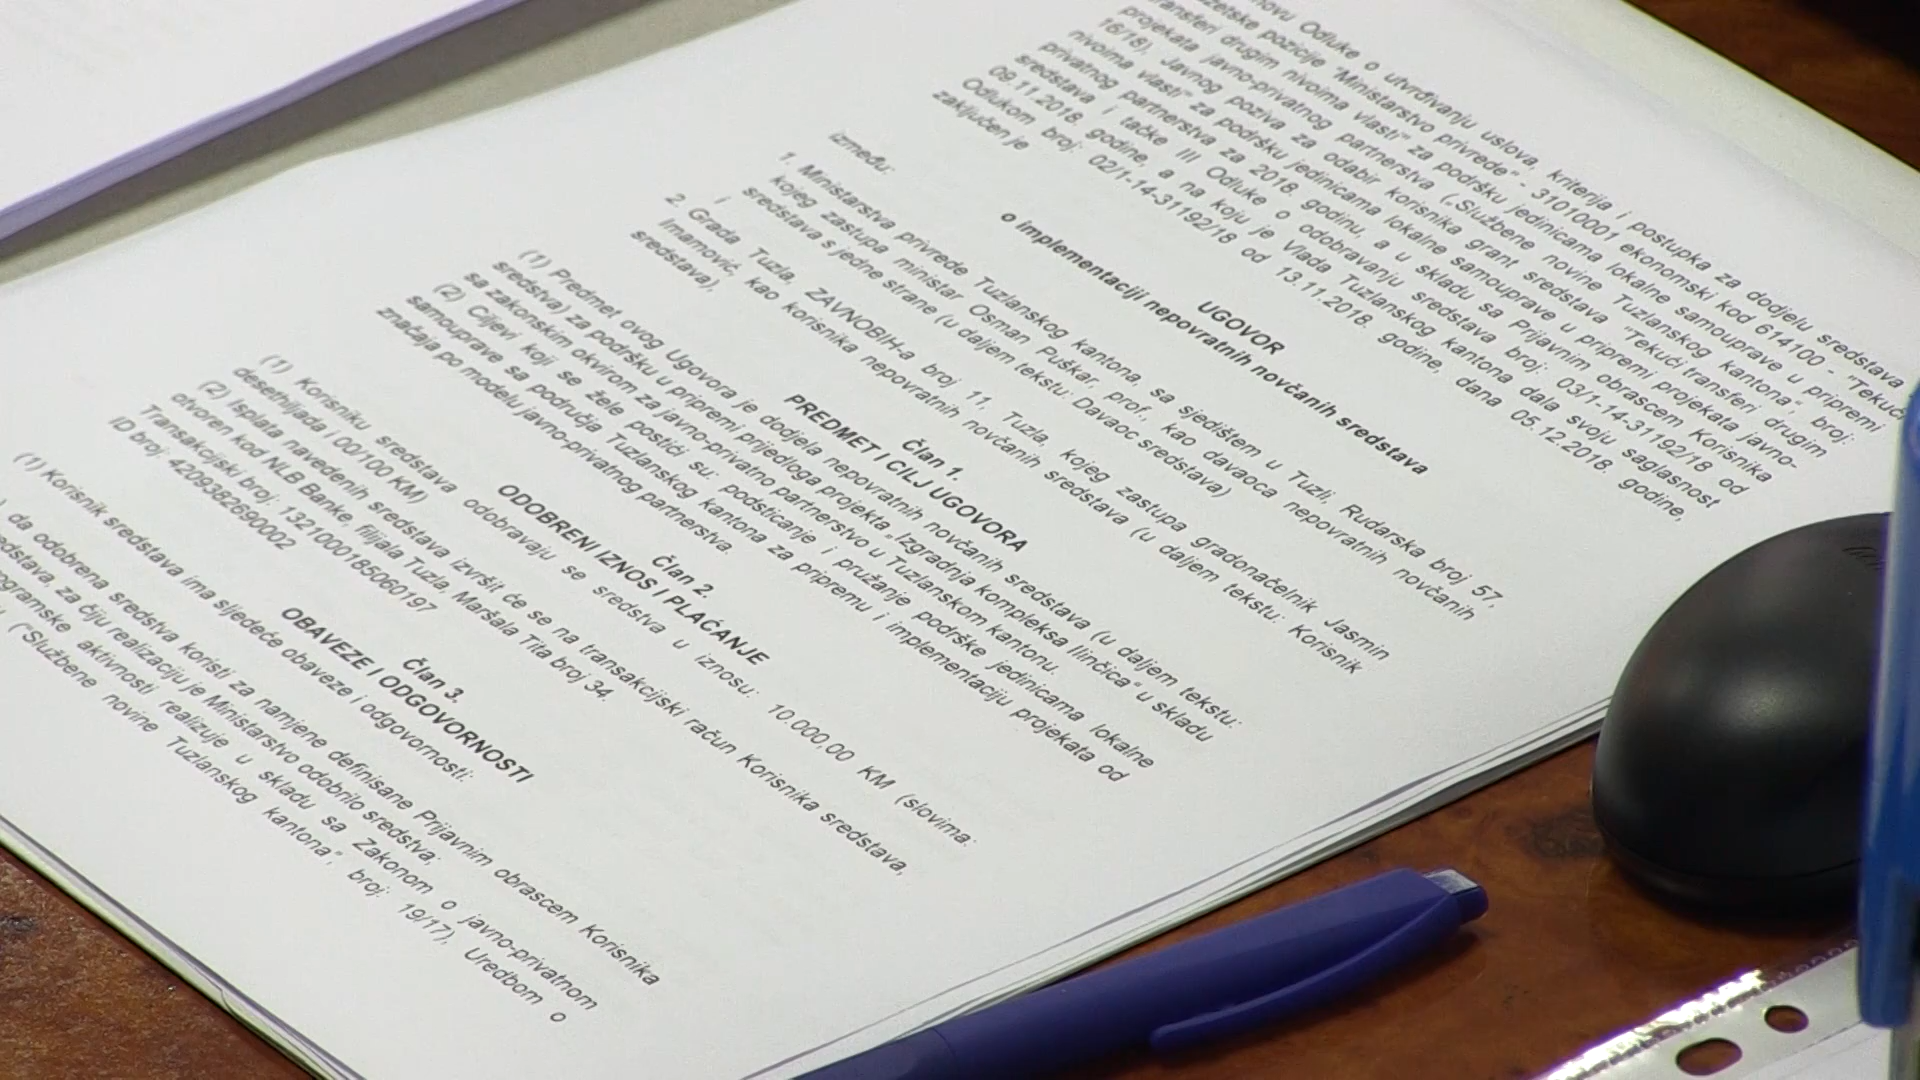 novu Odluke o utvrđivanju uslova, kriterija i postupka za dodjelu sredstava
pozicije "Ministarstvo privrede" - 31010001 ekonomski kod 614100 - "Tekući
transferi drugim nivoima vlasti" za podršku jedinicama lokalne samouprave u pripremi
projekata javno-privatnog partnerstva („Službene novine Tuzlanskog kantona", broj:
16/18), Javnog poziva za odabir korisnika grant sredstava "Tekući transferi drugim
nivoima vlasti" za podršku jedinicama lokalne samouprave u pripremi projekata javno-
privatnog partnerstva za 2018. godinu, a u skladu sa Prijavnim obrascem Korisnika
sredstava i tačke III Odluke o odobravanju sredstava broj: 03/1-14-31192/18 od
09.11.2018. godine, a na koju je Vlada Tuzlanskog kantona dala svoju saglasnost
Odlukom broj: 02/1-14-31192/18 od 13.11.2018. godine, dana 05.12.2018. godine,
zaključen je
UGOVOR
o implementaciji nepovratnih novčanih sredstava
između:
1. Ministarstva privrede Tuzlanskog kantona, sa sjedištem u Tuzli, Rudarska broj 57,
kojeg zastupa ministar Osman Puškar, prof., kao davaoca nepovratnih novčanih
sredstava s jedne strane (u daljem tekstu: Davaoc sredstava)
i
2. Grada Tuzla, ZAVNOBIH-a broj 11, Tuzla, kojeg zastupa gradonačelnik Jasmin
Imamović, kao korisnika nepovratnih novčanih sredstava (u daljem tekstu: Korisnik
sredstava),
Član 1.
PREDMET I CILJ UGOVORA
(1) Predmet ovog Ugovora je dodjela nepovratnih novčanih sredstava (u daljem tekstu:
sredstva) za podršku u pripremi prijedloga projekta „Izgradnja kompleksa Ilinčica" u skladu
sa zakonskim okvirom za javno-privatno partnerstvo u Tuzlanskom kantonu.
(2) Ciljevi koji se žele postići su: podsticanje i pružanje podrške jedinicama lokalne
samouprave sa područja Tuzlanskog kantona za pripremu i implementaciju projekata od
značaja po modelu javno-privatnog partnerstva
Član 2.
ODOBRENI IZNOS I PLAĆANJE
(1) Korisniku sredstava odobravaju se sredstva u iznosu: 10.000,00 KM (slovima:
desethiljada i 00/100 KM)
(2) Isplata navedenih sredstava izvršit će se na transakcijski račun Korisnika sredstava,
otvoren kod NLB Banke, filijala Tuzla, Maršala Tita broj 34.
Transakcijski broj: 1321000185060197
ID broj: 4209382690002
Član 3.
OBAVEZE I ODGOVORNOSTI
(1) Korisnik sredstava ima sljedeće obaveze i odgovornosti:
da odobrena sredstva koristi za namjene definisane Prijavnim obrascem Korisnika
sredstava, za čiju realizaciju je Ministarstvo odobrilo sredstva;
programske aktivnosti realizuje u skladu sa Zakonom o javno-privatnom
("Službene novine Tuzlanskog kantona", broj: 19/17), Uredbom o